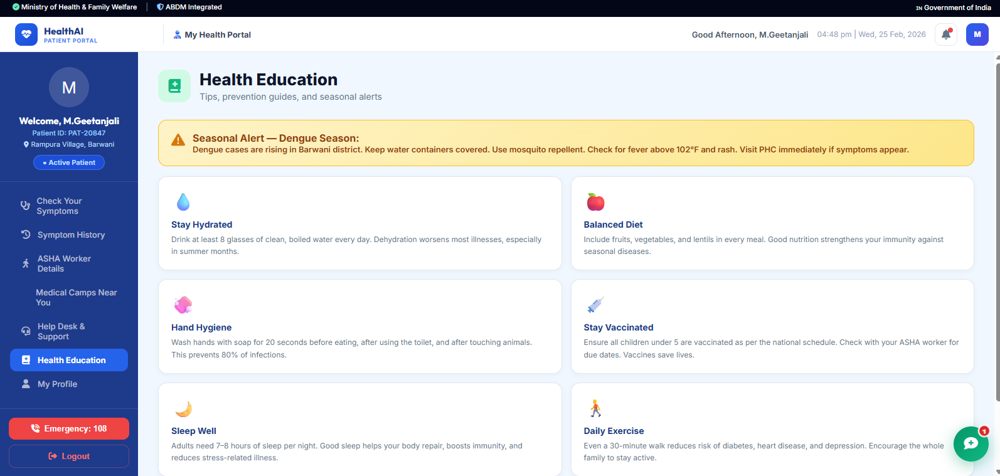 Ministry of Health & Family Welfare
ABDM Integrated
IN Government of India
HealthAI
PATIENT PORTAL
My Health Portal
Good Afternoon, M.Geetanjali
04:48 pm | Wed, 25 Feb, 2026
M
M
Welcome, M.Geetanjali
Patient ID: PAT-20847
Rampura Village, Barwani
Active Patient
Check Your
Symptoms
Symptom History
ASHA Worker
Details
Medical Camps Near
You
Help Desk &
Support
Health Education
My Profile
Emergency: 108
Logout
Health Education
Tips, prevention guides, and seasonal alerts
Seasonal Alert — Dengue Season:
Dengue cases are rising in Barwani district. Keep water containers covered. Use mosquito repellent. Check for fever above 102°F and rash. Visit PHC immediately if symptoms appear.
Stay Hydrated
Drink at least 8 glasses of clean, boiled water every day. Dehydration worsens most illnesses, especially
in summer months.
Balanced Diet
Include fruits, vegetables, and lentils in every meal. Good nutrition strengthens your immunity against
seasonal diseases.
Hand Hygiene
Wash hands with soap for 20 seconds before eating, after using the toilet, and after touching animals.
This prevents 80% of infections.
Stay Vaccinated
Ensure all children under 5 are vaccinated as per the national schedule. Check with your ASHA worker for
due dates. Vaccines save lives.
Sleep Well
Adults need 7–8 hours of sleep per night. Good sleep helps your body repair, boosts immunity, and
reduces stress-related illness.
Daily Exercise
Even a 30-minute walk reduces risk of diabetes, heart disease, and depression. Encourage the whole
family to stay active.
1